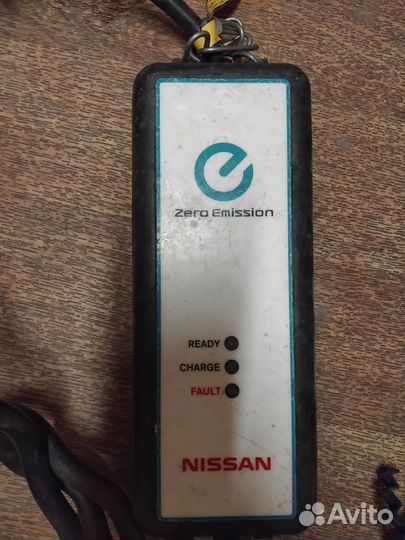 Zero Emission
READY
CHARGE
FAULT
NISSAN
Avito